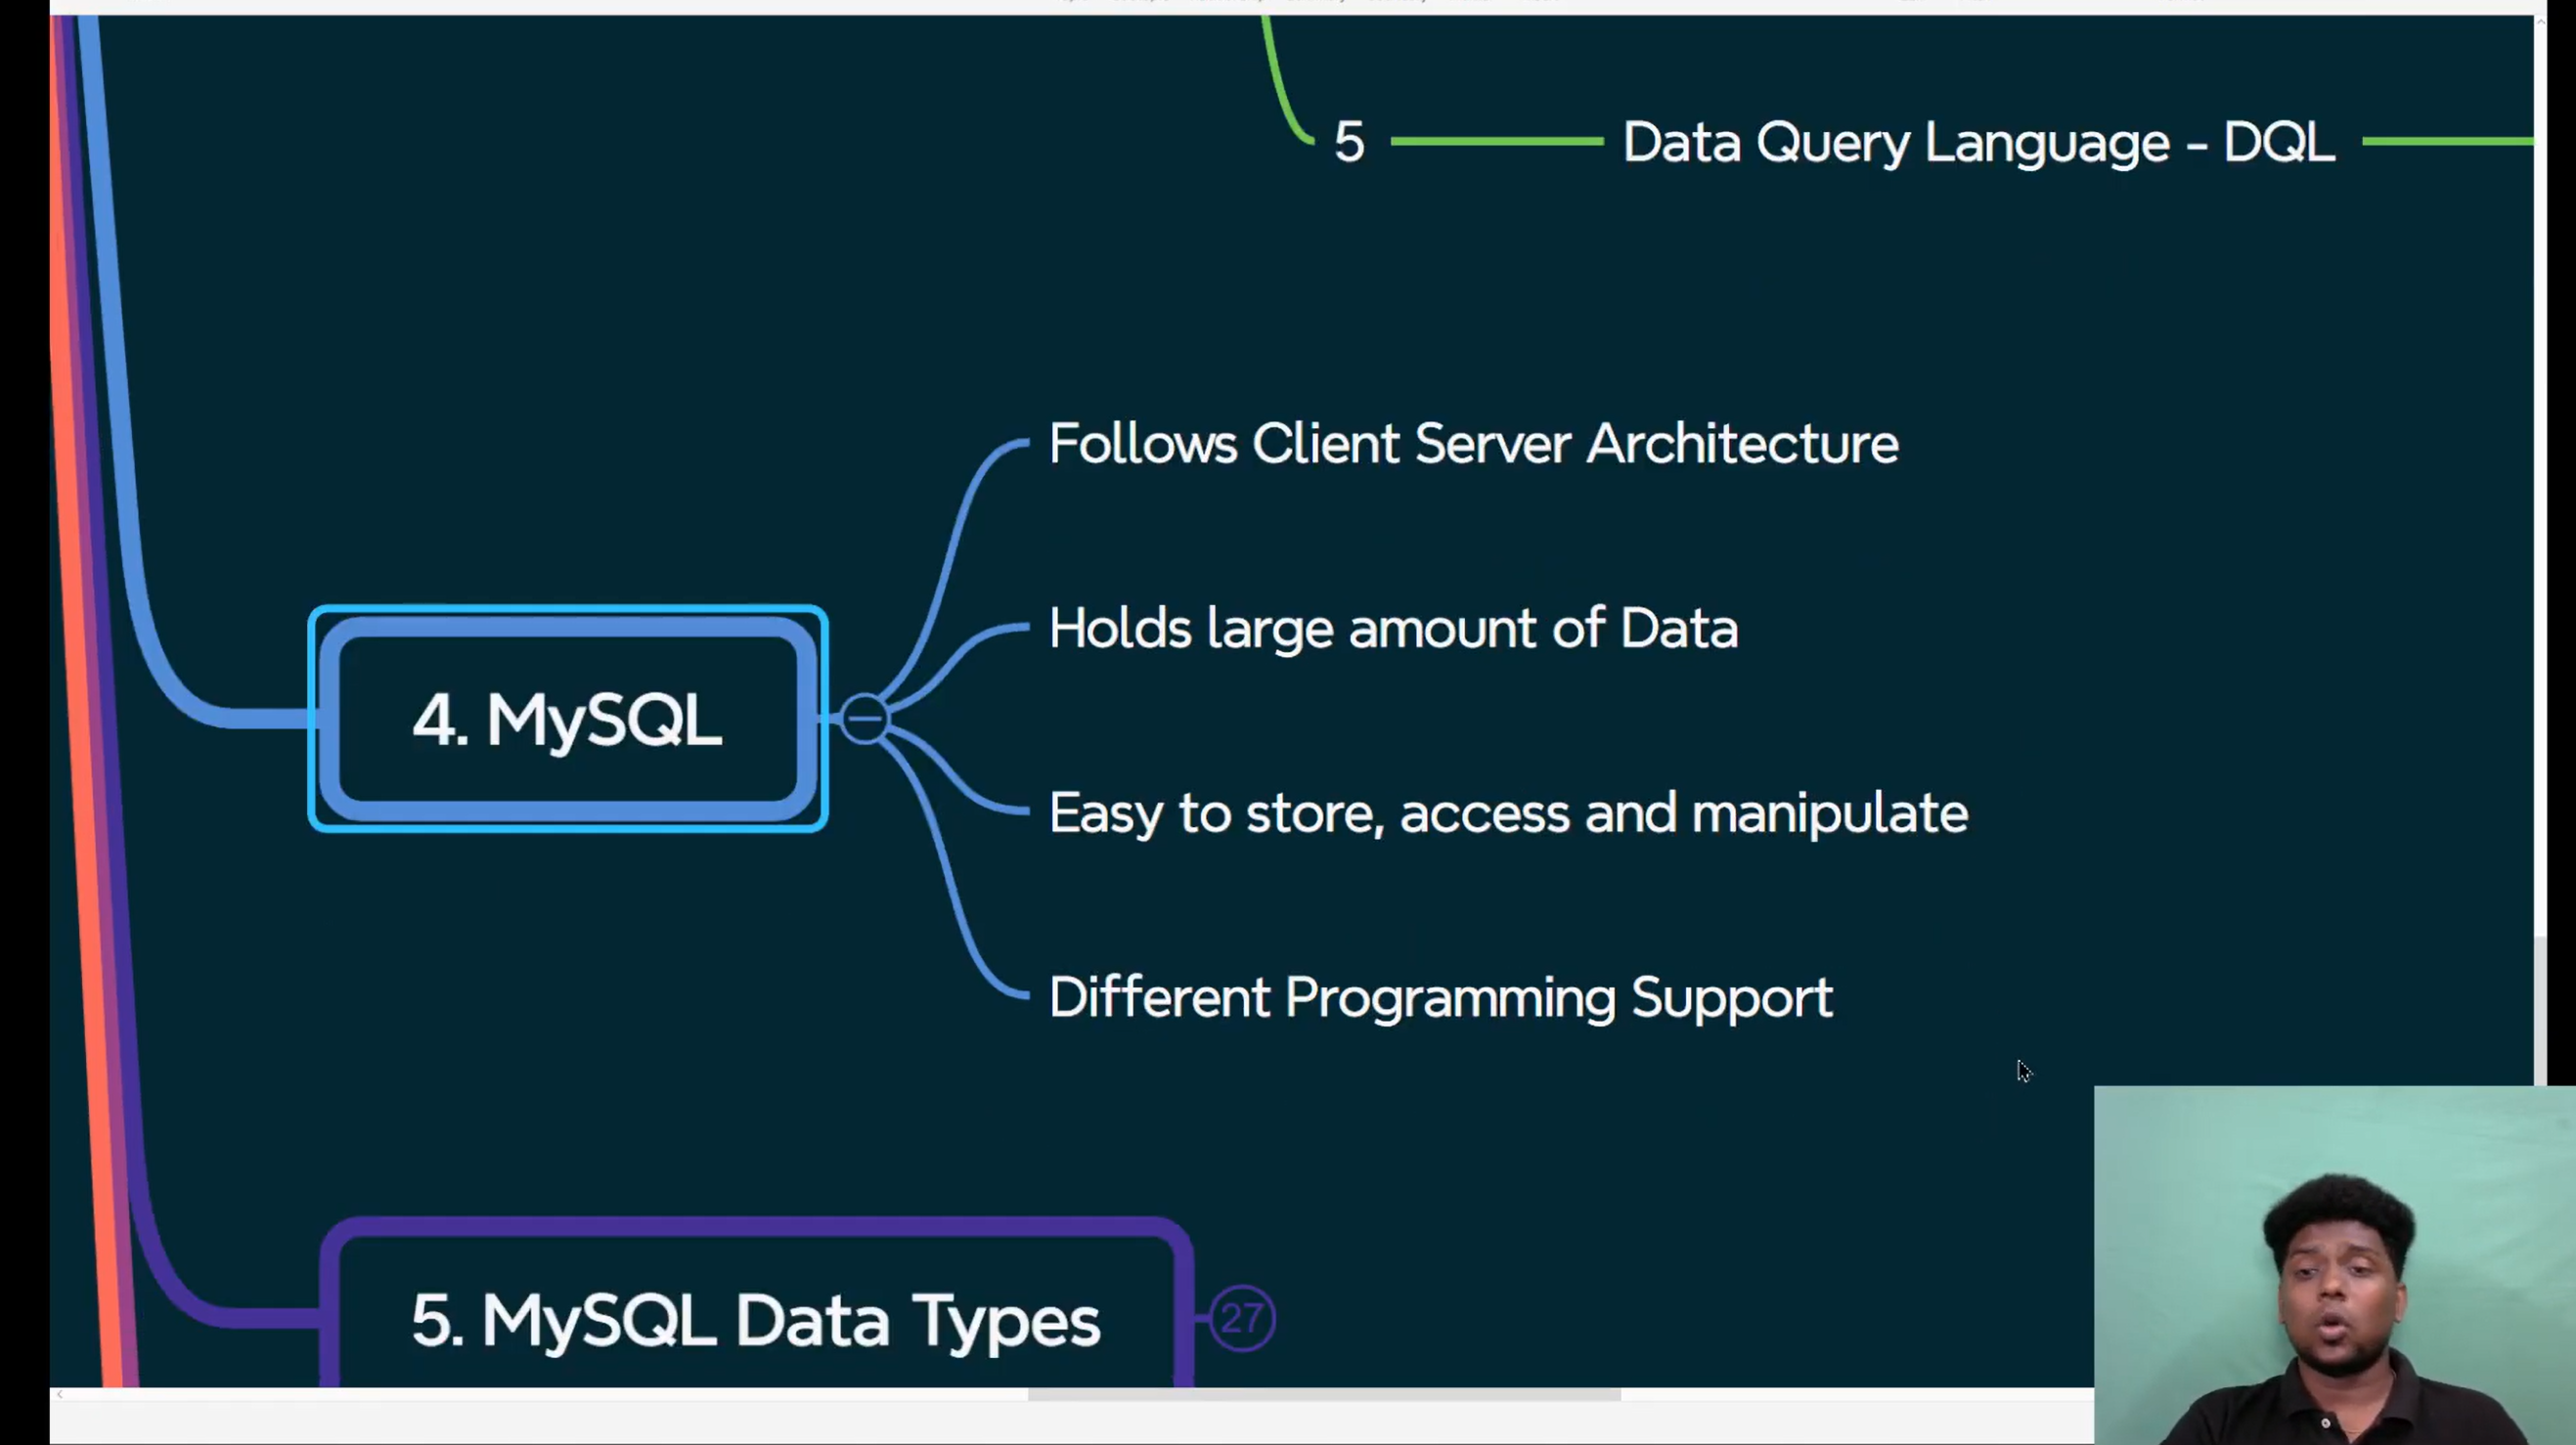 5
Data Query Language - DQL
Follows Client Server Architecture
Holds large amount of Data
4. MySQL
Easy to store, access and manipulate
Different Programming Support
5. MySQL Data Types
27